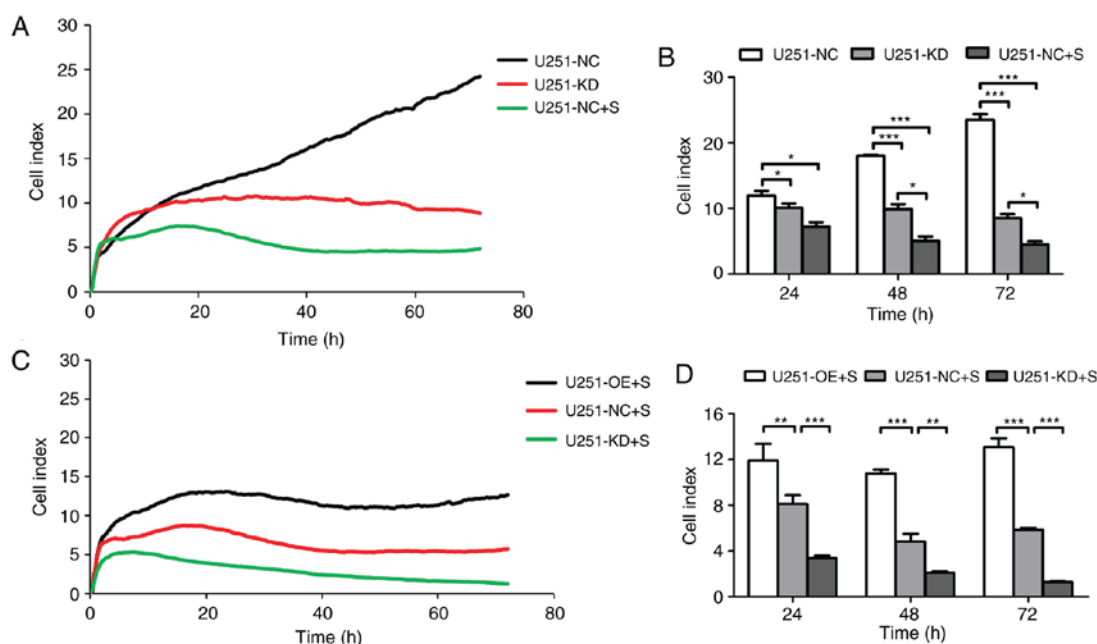 A
30
25
20
15
10
5
0
Cell index
0 20 40 60 80
Time (h)
U251-NC
U251-KD
U251-NC+S
B
U251-NC U251-KD U251-NC+S
30
20
10
0
Cell index
* *
*** *** *
*** *** *
24 48 72
Time (h)
C
30
25
20
15
10
5
0
Cell index
0 20 40 60 80
Time (h)
U251-OE+S
U251-NC+S
U251-KD+S
D
U251-OE+S U251-NC+S U251-KD+S
16
12
8
4
0
Cell index
** *** *** ** *** ***
24 48 72
Time (h)